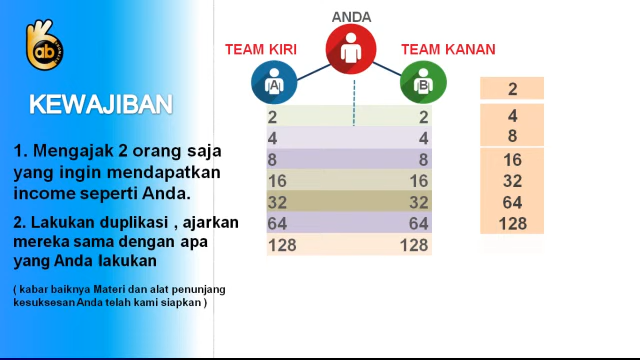 ab
KEWAJIBAN
1. Mengajak 2 orang saja
yang ingin mendapatkan
income seperti Anda.
2. Lakukan duplikasi , ajarkan
mereka sama dengan apa
yang Anda lakukan
( kabar baiknya Materi dan alat penunjang
kesuksesan Anda telah kami siapkan )
ANDA
TEAM KIRI TEAM KANAN
A B
2 2
4 4
8 8
16 16
32 32
64 64
128 128
2
4
8
16
32
64
128